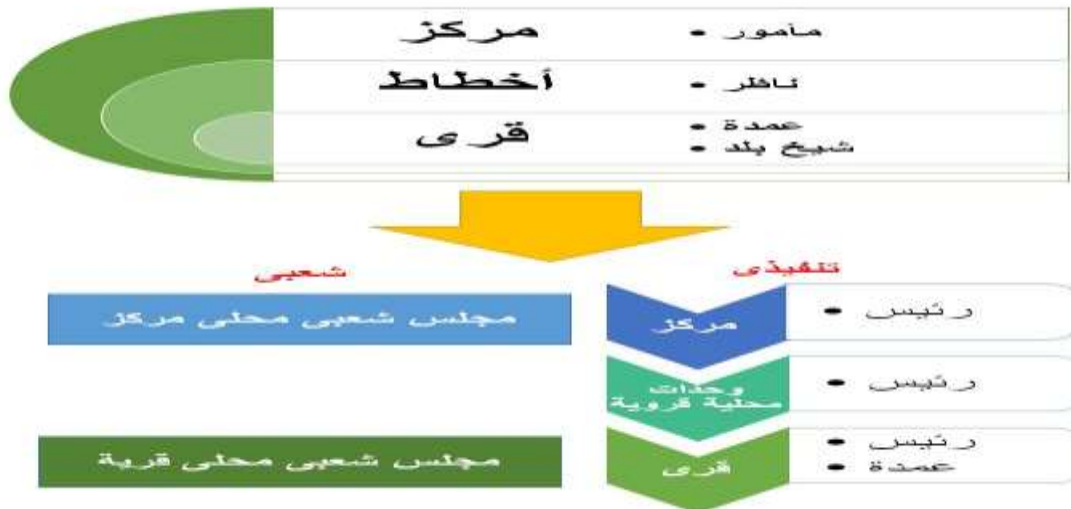 مركز
مأمور
أخطاط
ناظر
قرى
عمدة
شيخ بلد
تنفيذى
شعبى
مركز
رئيس
مجلس شعبى محلى مركز
وحدات
محلية قروية
رئيس
قرى
رئيس
عمدة
مجلس شعبى محلى قرية